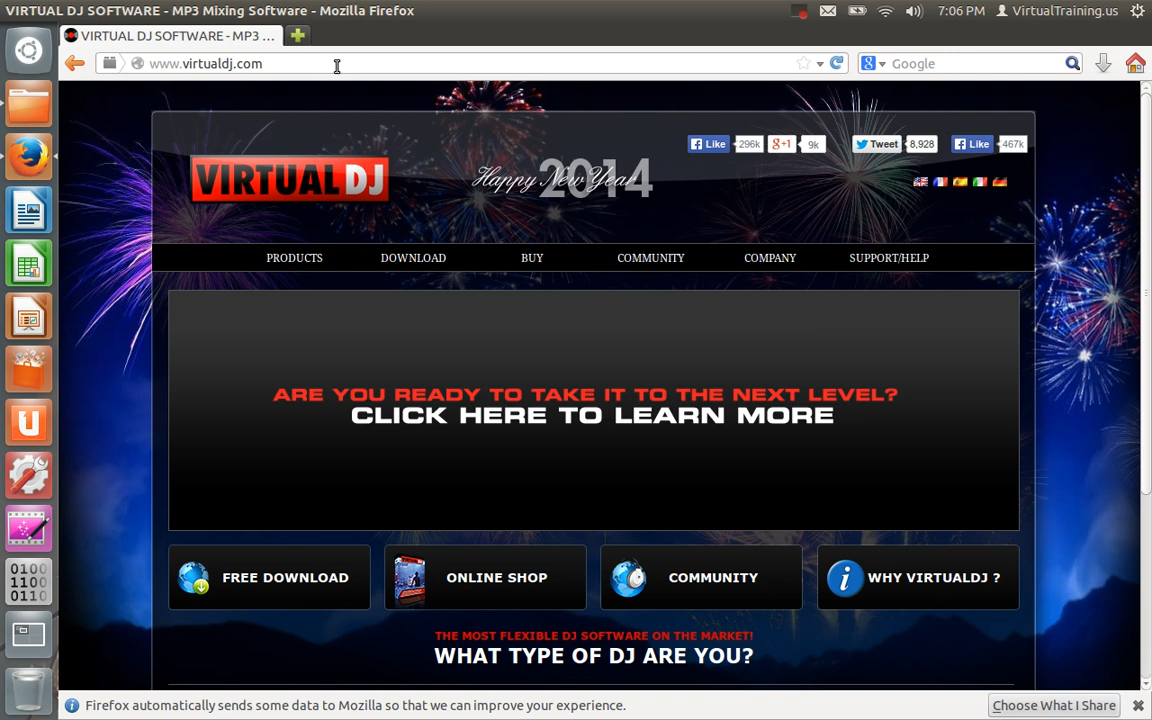 VIRTUAL DJ SOFTWARE - MP3 Mixing Software - Mozilla Firefox
7:06 PM VirtualTraining.us
VIRTUAL DJ SOFTWARE - MP3 ...
www.virtualdj.com
Google
Like 296k +1 9k Tweet 8,928 Like 467k
VIRTUAL DJ
Happy New Year 2014
PRODUCTS DOWNLOAD BUY COMMUNITY COMPANY SUPPORT/HELP
ARE YOU READY TO TAKE IT TO THE NEXT LEVEL?
CLICK HERE TO LEARN MORE
FREE DOWNLOAD ONLINE SHOP COMMUNITY WHY VIRTUALDJ ?
THE MOST FLEXIBLE DJ SOFTWARE ON THE MARKET!
WHAT TYPE OF DJ ARE YOU?
0100
1100
0110
Firefox automatically sends some data to Mozilla so that we can improve your experience. Choose What I Share